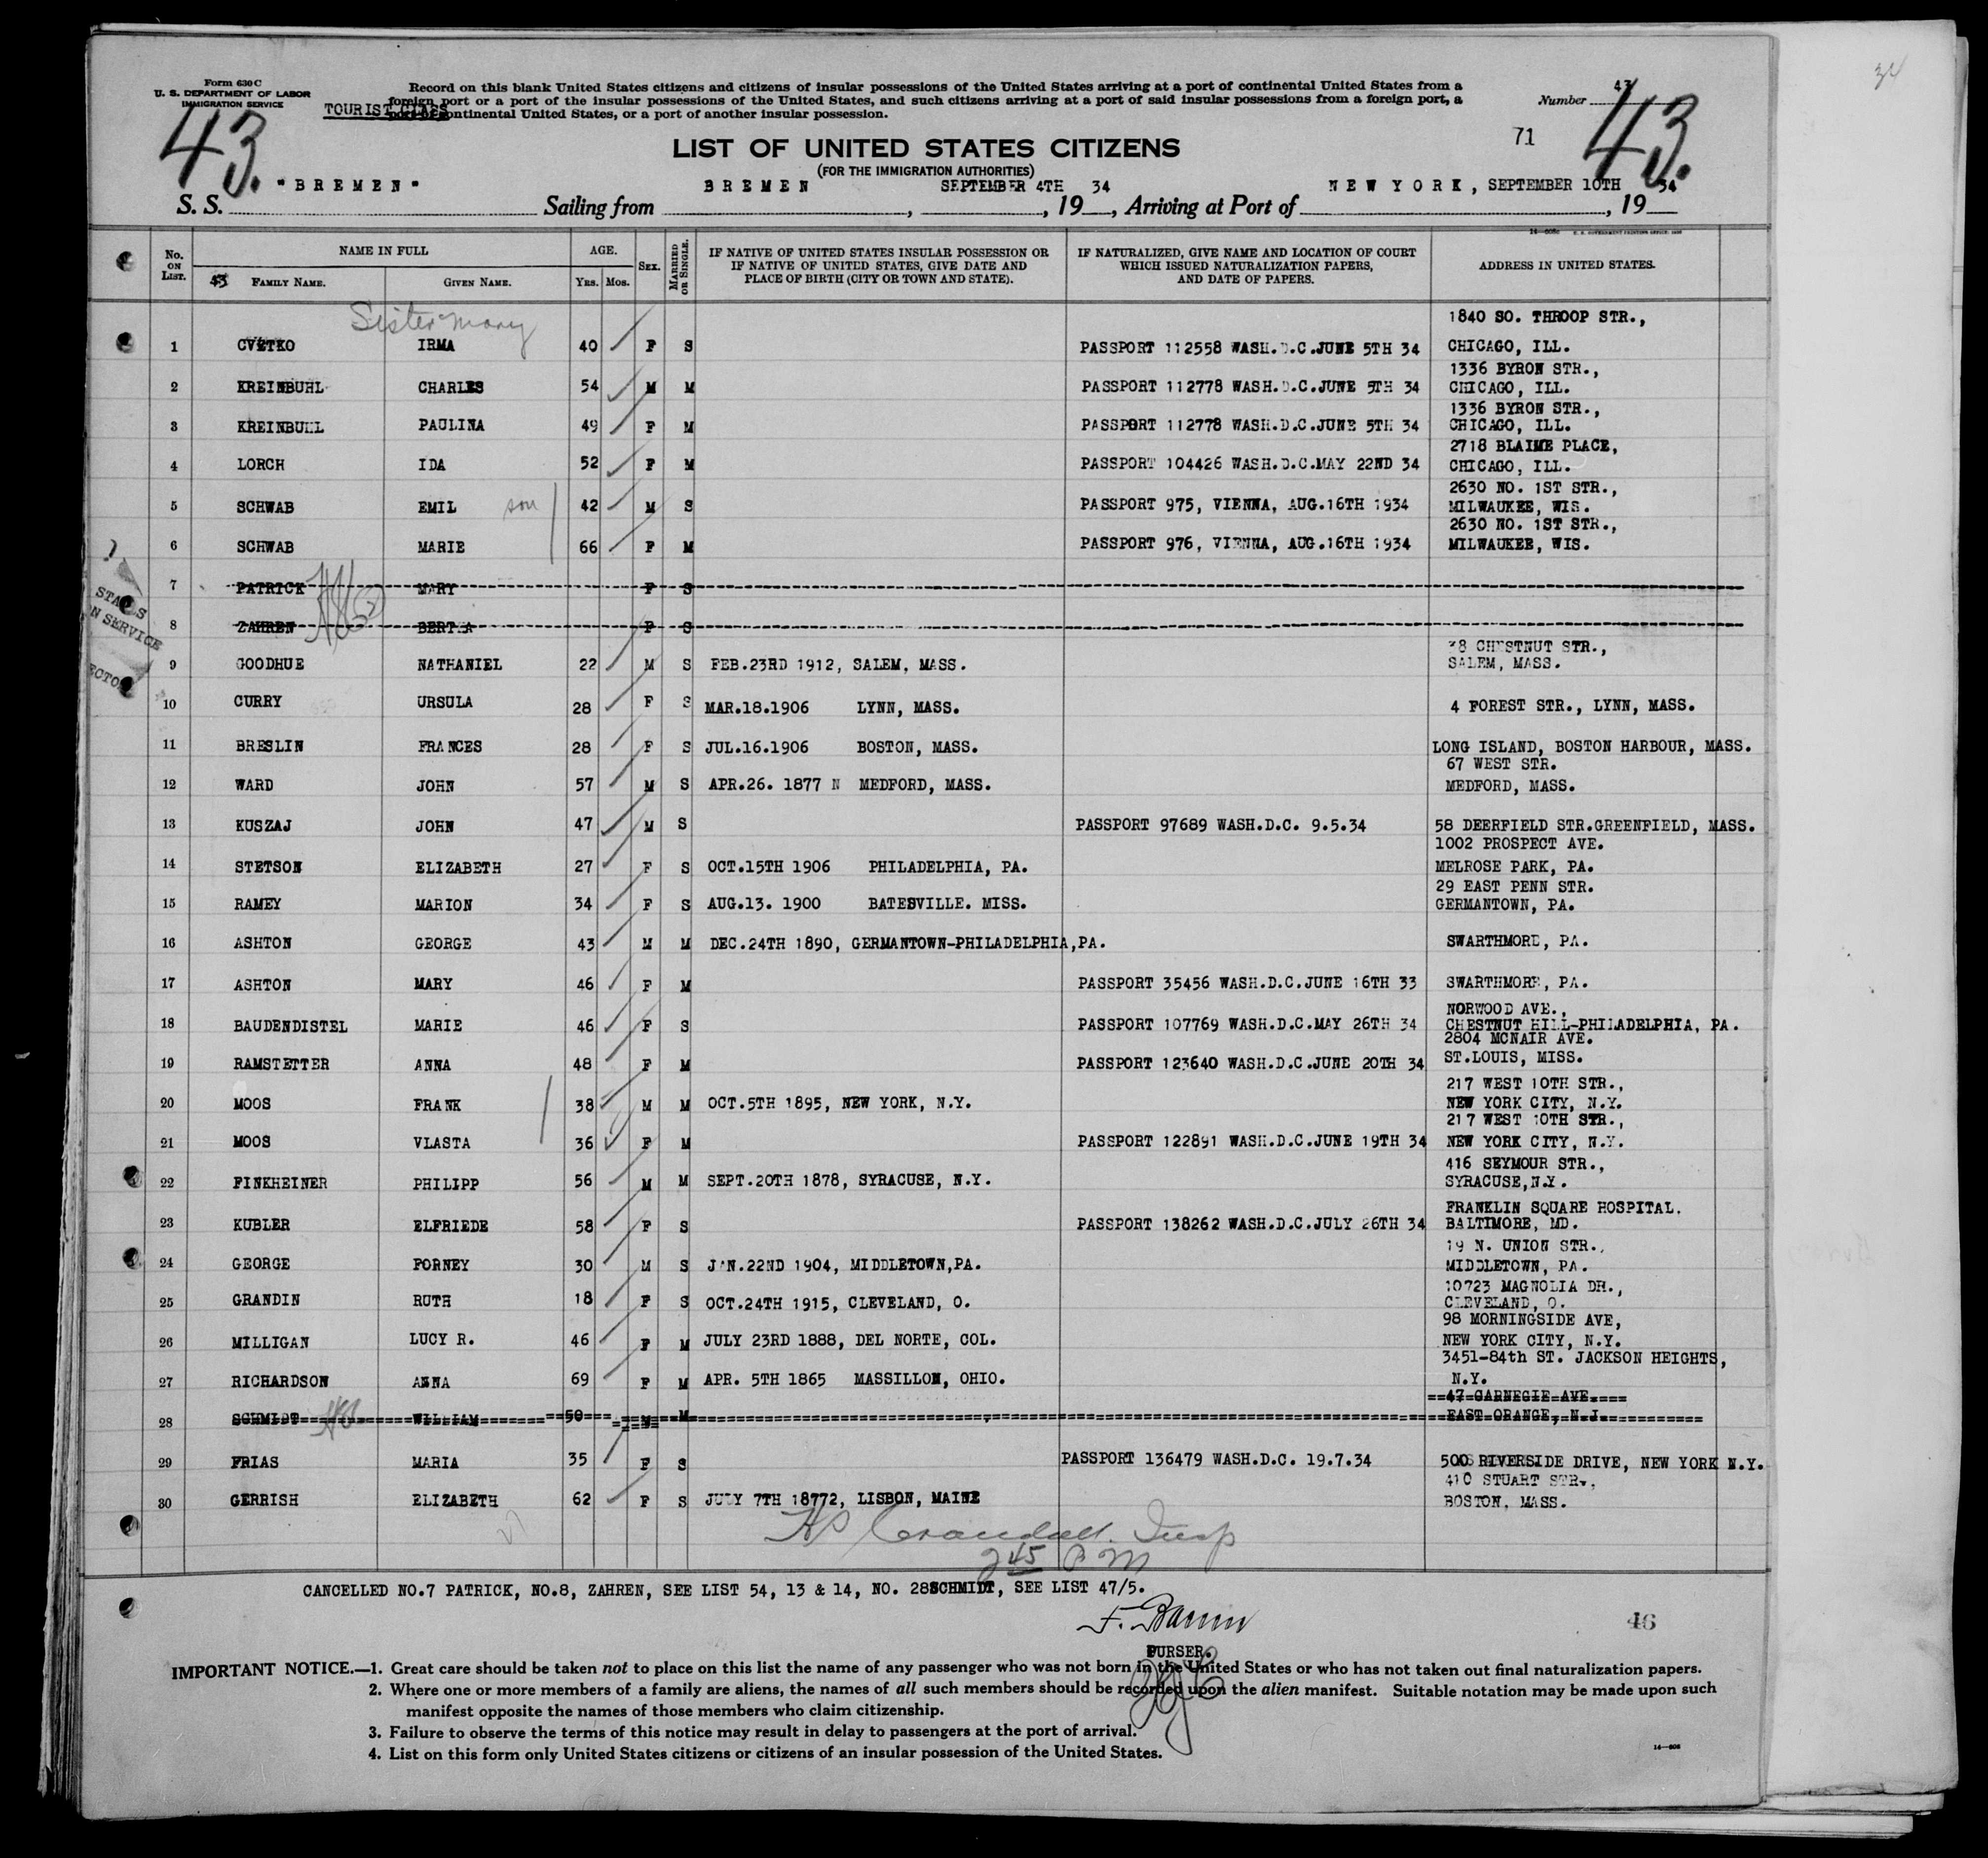 34
Form 630 C
U. S. DEPARTMENT OF LABOR
IMMIGRATION SERVICE
TOURIST CLASS
Record on this blank United States citizens and citizens of insular possessions of the United States arriving at a port of continental United States from a
foreign port or a port of the insular possessions of the United States, and such citizens arriving at a port of said insular possessions from a foreign port, a
port of continental United States, or a port of another insular possession.
Number 43
43.
71
43.
LIST OF UNITED STATES CITIZENS
(FOR THE IMMIGRATION AUTHORITIES)
S. S. "BREMEN" Sailing from BREMEN, SEPTEMBER 4TH, 1934, Arriving at Port of NEW YORK, SEPTEMBER 10TH, 1934
No. ON LIST. NAME IN FULL AGE. SEX. MARRIED OR SINGLE. IF NATIVE OF UNITED STATES INSULAR POSSESSION OR IF NATIVE OF UNITED STATES, GIVE DATE AND PLACE OF BIRTH (CITY OR TOWN AND STATE). IF NATURALIZED, GIVE NAME AND LOCATION OF COURT WHICH ISSUED NATURALIZATION PAPERS, AND DATE OF PAPERS. ADDRESS IN UNITED STATES.
43 FAMILY NAME. GIVEN NAME. YRS. MOS.
Sister Mary
1840 SO. THROOP STR.,
1 CVETKO IRMA 40 F S PASSPORT 112558 WASH.D.C.JUNE 5TH 34 CHICAGO, ILL.
1336 BYRON STR.,
2 KREINBUHL CHARLES 54 M M PASSPORT 112778 WASH.D.C.JUNE 5TH 34 CHICAGO, ILL.
1336 BYRON STR.,
3 KREINBUHL PAULINA 49 F M PASSPORT 112778 WASH.D.C.JUNE 5TH 34 CHICAGO, ILL.
2718 BLAINE PLACE,
4 LORCH IDA 52 F M PASSPORT 104426 WASH.D.C.MAY 22ND 34 CHICAGO, ILL.
2630 NO. 1ST STR.,
5 SCHWAB EMIL son 42 M S PASSPORT 975, VIENNA, AUG.16TH 1934 MILWAUKEE, WIS.
2630 NO. 1ST STR.,
6 SCHWAB MARIE 66 F M PASSPORT 976, VIENNA, AUG.16TH 1934 MILWAUKEE, WIS.
7 PATRICK MARY F S
8 ZAHREN BERTHA F S
N SERVICE
CHESTNUT STR.,
9 GOODHUE NATHANIEL 22 M S FEB.23RD 1912, SALEM, MASS. SALEM, MASS.
10 CURRY URSULA 28 F S MAR.18.1906 LYNN, MASS. 4 FOREST STR., LYNN, MASS.
11 BRESLIN FRANCES 28 F S JUL.16.1906 BOSTON, MASS. LONG ISLAND, BOSTON HARBOUR, MASS.
67 WEST STR.
12 WARD JOHN 57 M S APR.26. 1877 N MEDFORD, MASS. MEDFORD, MASS.
13 KUSZAJ JOHN 47 M S PASSPORT 97689 WASH.D.C. 9.5.34 58 DEERFIELD STR.GREENFIELD, MASS.
1002 PROSPECT AVE.
14 STETSON ELIZABETH 27 F S OCT.15TH 1906 PHILADELPHIA, PA. MELROSE PARK, PA.
29 EAST PENN STR.
15 RAMEY MARION 34 F S AUG.13. 1900 BATESVILLE. MISS. GERMANTOWN, PA.
16 ASHTON GEORGE 43 M M DEC.24TH 1890, GERMANTOWN-PHILADELPHIA,PA. SWARTHMORE, PA.
17 ASHTON MARY 46 F M PASSPORT 35456 WASH.D.C.JUNE 16TH 33 SWARTHMORE, PA.
NORWOOD AVE.,
18 BAUDENDISTEL MARIE 46 F S PASSPORT 107769 WASH.D.C.MAY 26TH 34 CHESTNUT HILL-PHILADELPHIA, PA.
2804 MCNAIR AVE.
19 RAMSTETTER ANNA 48 F M PASSPORT 123640 WASH.D.C.JUNE 20TH 34 ST.LOUIS, MISS.
217 WEST 10TH STR.,
20 MOOS FRANK 38 M M OCT.5TH 1895, NEW YORK, N.Y. NEW YORK CITY, N.Y.
217 WEST 10TH STR.,
21 MOOS VLASTA 36 F M PASSPORT 122891 WASH.D.C.JUNE 19TH 34 NEW YORK CITY, N.Y.
416 SEYMOUR STR.,
22 FINKHEINER PHILIPP 56 M M SEPT.20TH 1878, SYRACUSE, N.Y. SYRACUSE,N.Y.
FRANKLIN SQUARE HOSPITAL.
23 KUBLER ELFRIEDE 58 F S PASSPORT 138262 WASH.D.C.JULY 26TH 34 BALTIMORE, MD.
19 N. UNION STR.,
24 GEORGE FORNEY 30 M S JAN.22ND 1904, MIDDLETOWN,PA. MIDDLETOWN, PA.
10723 MAGNOLIA DR.,
25 GRANDIN RUTH 18 F S OCT.24TH 1915, CLEVELAND, O. CLEVELAND, O.
98 MORNINGSIDE AVE,
26 MILLIGAN LUCY R. 46 F M JULY 23RD 1888, DEL NORTE, COL. NEW YORK CITY, N.Y.
3451-84th ST. JACKSON HEIGHTS,
27 RICHARDSON ANNA 69 F M APR. 5TH 1865 MASSILLON, OHIO. N.Y.
47 CARNEGIE AVE.
28 SCHMIDT WILLIAM 50 M M EAST ORANGE, N.J.
29 FRIAS MARIA 35 F S PASSPORT 136479 WASH.D.C. 19.7.34 500 RIVERSIDE DRIVE, NEW YORK N.Y.
410 STUART STR.,
30 GERRISH ELIZABETH 62 F S JULY 7TH 18772, LISBON, MAINE BOSTON, MASS.
Crandall. Insp
2 45 P M
CANCELLED NO.7 PATRICK, NO.8, ZAHREN, SEE LIST 54, 13 & 14, NO. 28SCHMIDT, SEE LIST 47/5.
46
PURSER.
IMPORTANT NOTICE.—1. Great care should be taken not to place on this list the name of any passenger who was not born in the United States or who has not taken out final naturalization papers.
2. Where one or more members of a family are aliens, the names of all such members should be recorded upon the alien manifest. Suitable notation may be made upon such
manifest opposite the names of those members who claim citizenship.
3. Failure to observe the terms of this notice may result in delay to passengers at the port of arrival.
4. List on this form only United States citizens or citizens of an insular possession of the United States.